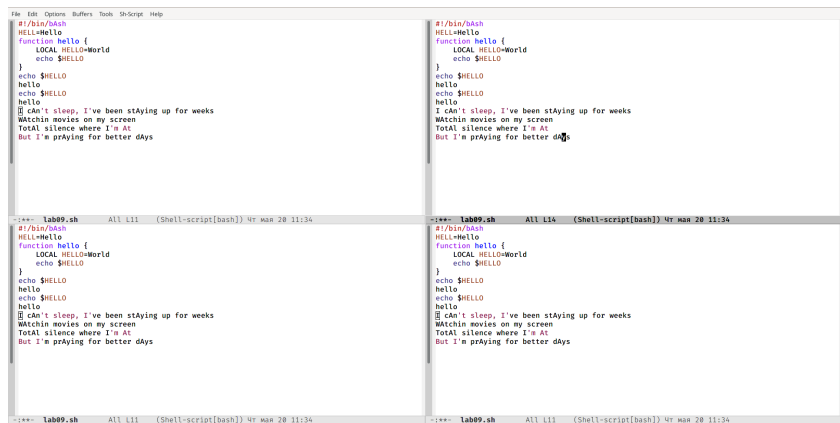 File Edit Options Buffers Tools Sh-Script Help
#!/bin/bAsh
HELL=Hello
function hello {
    LOCAL HELLO=World
    echo $HELLO
}
echo $HELLO
hello
echo $HELLO
hello
I cAn't sleep, I've been stAying up for weeks
WAtchin movies on my screen
TotAl silence where I'm At
But I'm prAying for better dAys
-:**- lab09.sh All L11 (Shell-script[bash]) Чт мая 20 11:34
#!/bin/bAsh
HELL=Hello
function hello {
    LOCAL HELLO=World
    echo $HELLO
}
echo $HELLO
hello
echo $HELLO
hello
I cAn't sleep, I've been stAying up for weeks
WAtchin movies on my screen
TotAl silence where I'm At
But I'm prAying for better dAys
-:**- lab09.sh All L14 (Shell-script[bash]) Чт мая 20 11:34
#!/bin/bAsh
HELL=Hello
function hello {
    LOCAL HELLO=World
    echo $HELLO
}
echo $HELLO
hello
echo $HELLO
hello
I cAn't sleep, I've been stAying up for weeks
WAtchin movies on my screen
TotAl silence where I'm At
But I'm prAying for better dAys
-:**- lab09.sh All L11 (Shell-script[bash]) Чт мая 20 11:34
#!/bin/bAsh
HELL=Hello
function hello {
    LOCAL HELLO=World
    echo $HELLO
}
echo $HELLO
hello
echo $HELLO
hello
I cAn't sleep, I've been stAying up for weeks
WAtchin movies on my screen
TotAl silence where I'm At
But I'm prAying for better dAys
-:**- lab09.sh All L11 (Shell-script[bash]) Чт мая 20 11:34